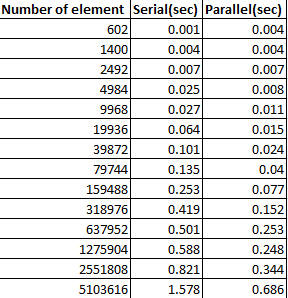 Number of element Serial(sec) Parallel(sec)
602 0.001 0.004
1400 0.004 0.004
2492 0.007 0.007
4984 0.025 0.008
9968 0.027 0.011
19936 0.064 0.015
39872 0.101 0.024
79744 0.135 0.04
159488 0.253 0.077
318976 0.419 0.152
637952 0.501 0.253
1275904 0.588 0.248
2551808 0.821 0.344
5103616 1.578 0.686